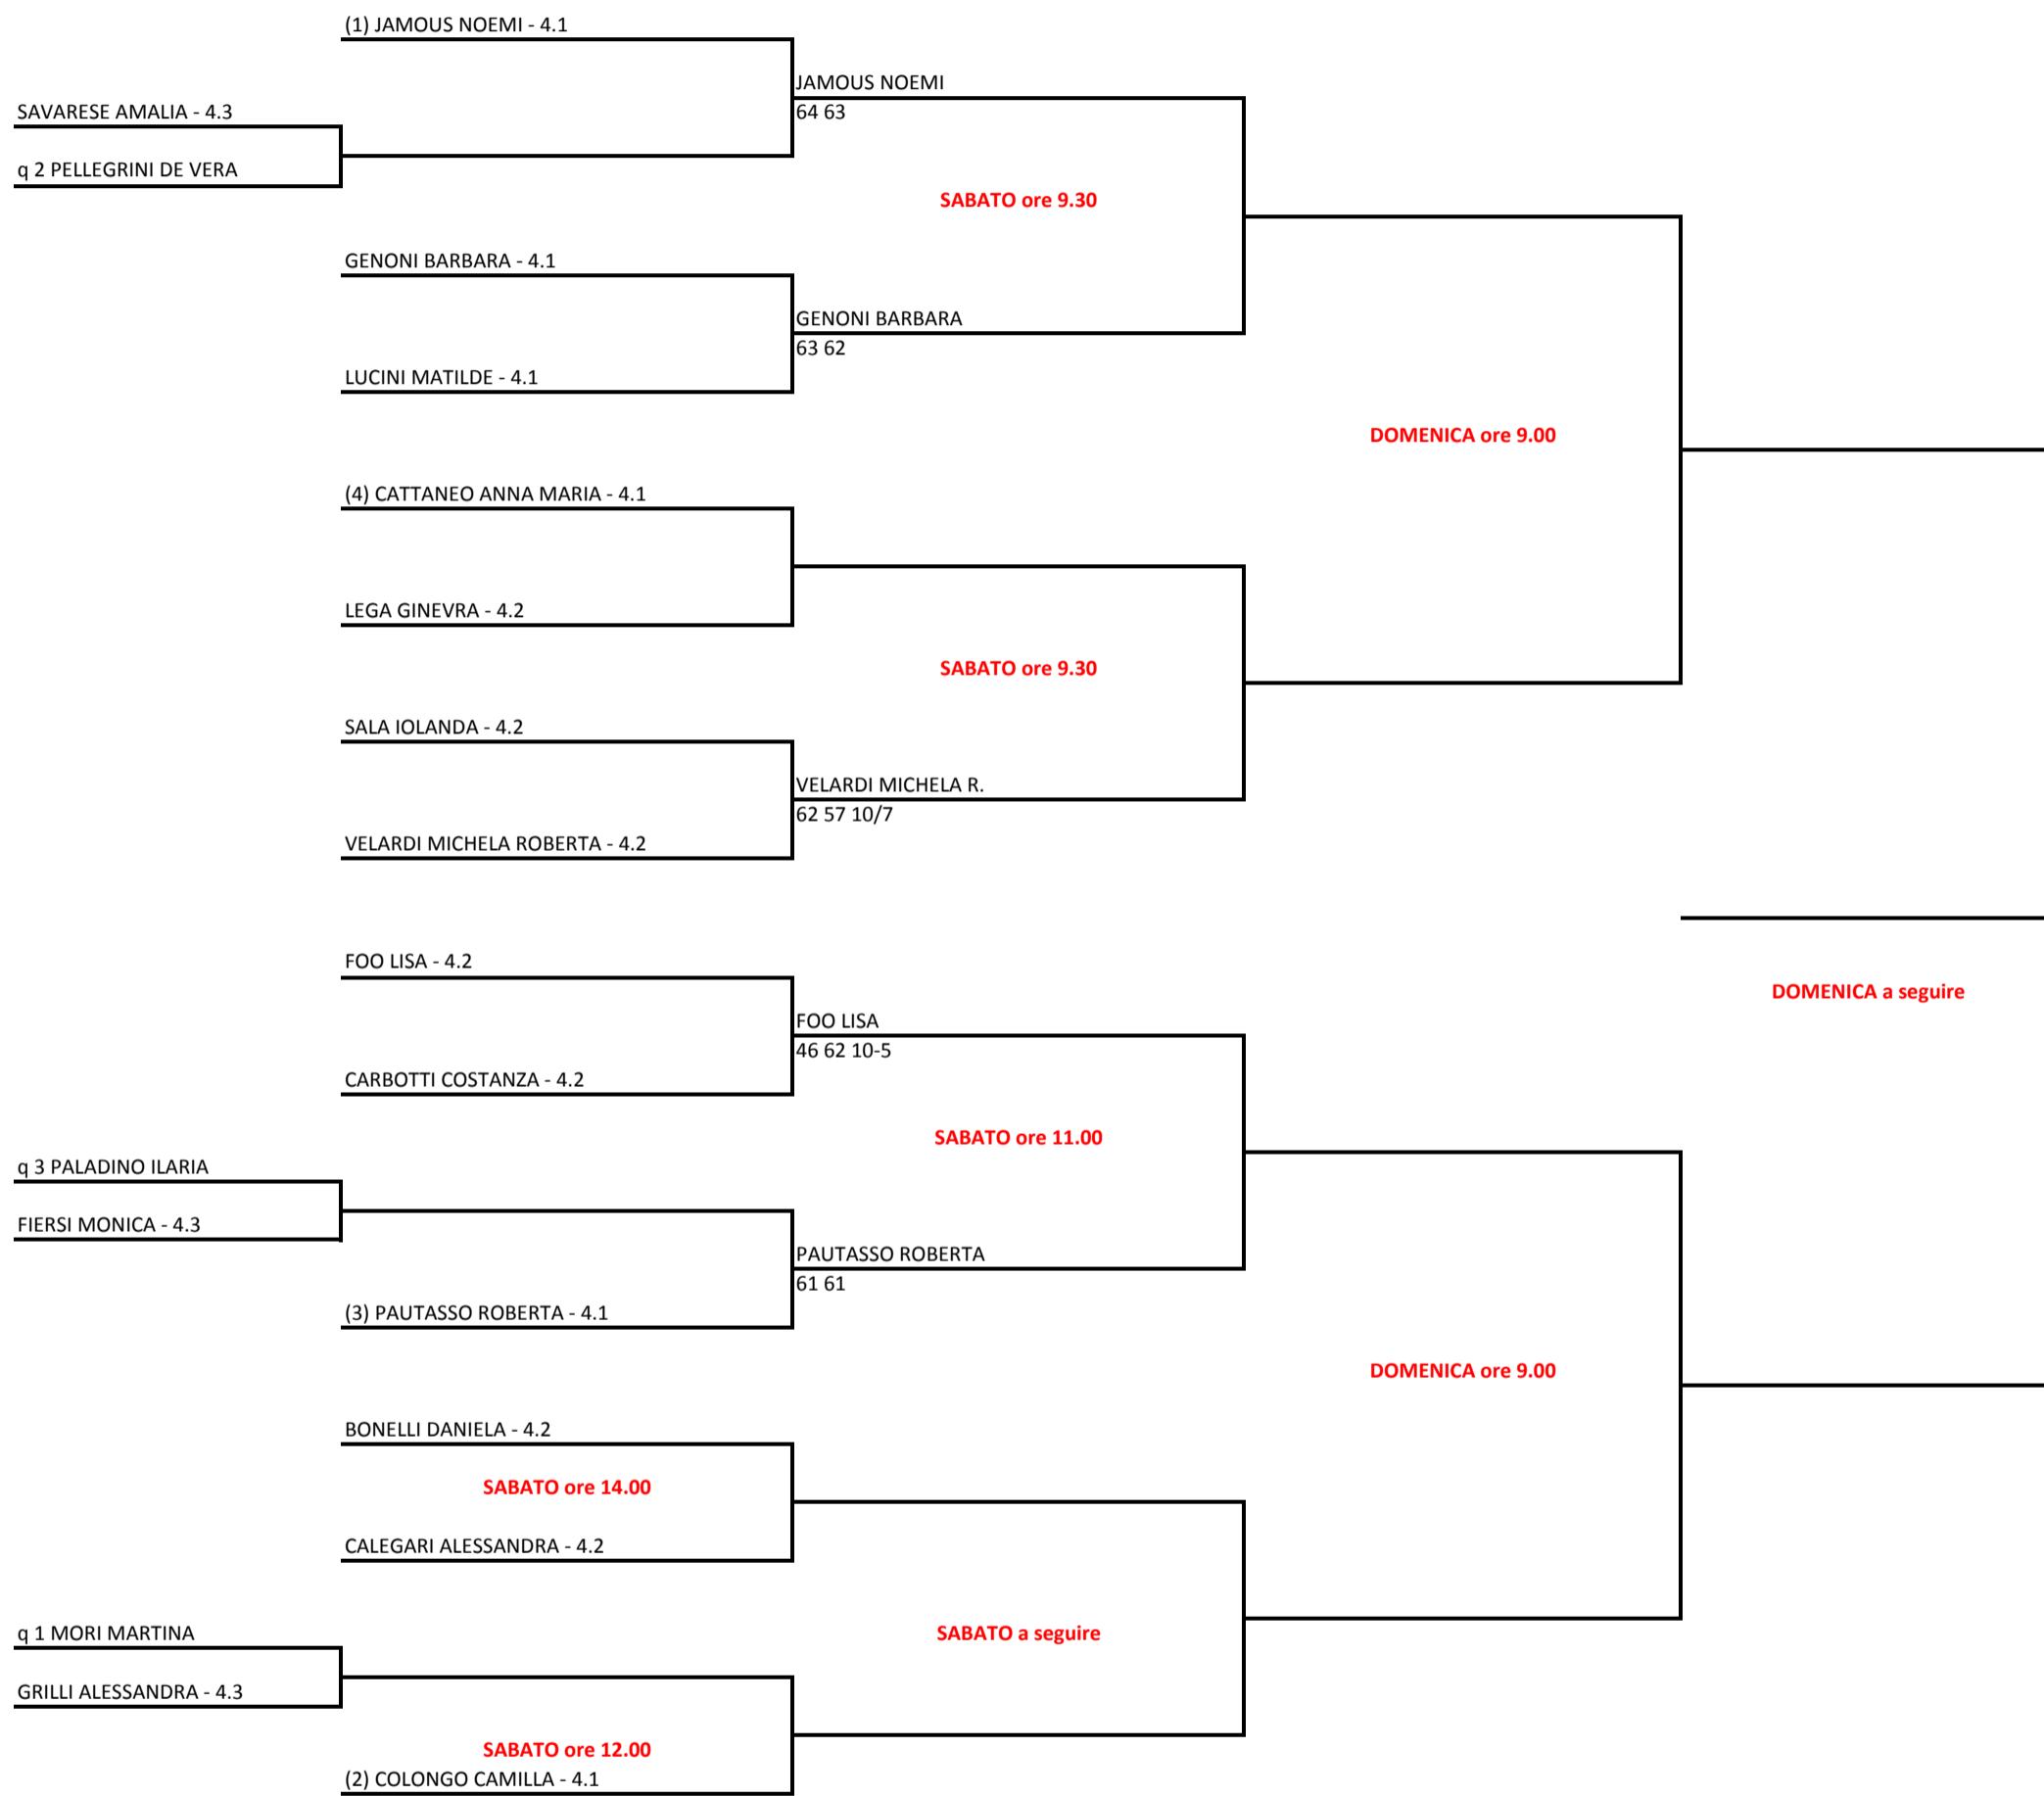 (1) JAMOUS NOEMI - 4.1
JAMOUS NOEMI
SAVARESE AMALIA - 4.3
64 63
q 2 PELLEGRINI DE VERA
SABATO ore 9.30
GENONI BARBARA - 4.1
GENONI BARBARA
63 62
LUCINI MATILDE - 4.1
DOMENICA ore 9.00
(4) CATTANEO ANNA MARIA - 4.1
LEGA GINEVRA - 4.2
SABATO ore 9.30
SALA IOLANDA - 4.2
VELARDI MICHELA R.
62 57 10/7
VELARDI MICHELA ROBERTA - 4.2
FOO LISA - 4.2
DOMENICA a seguire
FOO LISA
46 62 10-5
CARBOTTI COSTANZA - 4.2
SABATO ore 11.00
q 3 PALADINO ILARIA
FIERSI MONICA - 4.3
PAUTASSO ROBERTA
61 61
(3) PAUTASSO ROBERTA - 4.1
DOMENICA ore 9.00
BONELLI DANIELA - 4.2
SABATO ore 14.00
CALEGARI ALESSANDRA - 4.2
q 1 MORI MARTINA
SABATO a seguire
GRILLI ALESSANDRA - 4.3
SABATO ore 12.00
(2) COLONGO CAMILLA - 4.1